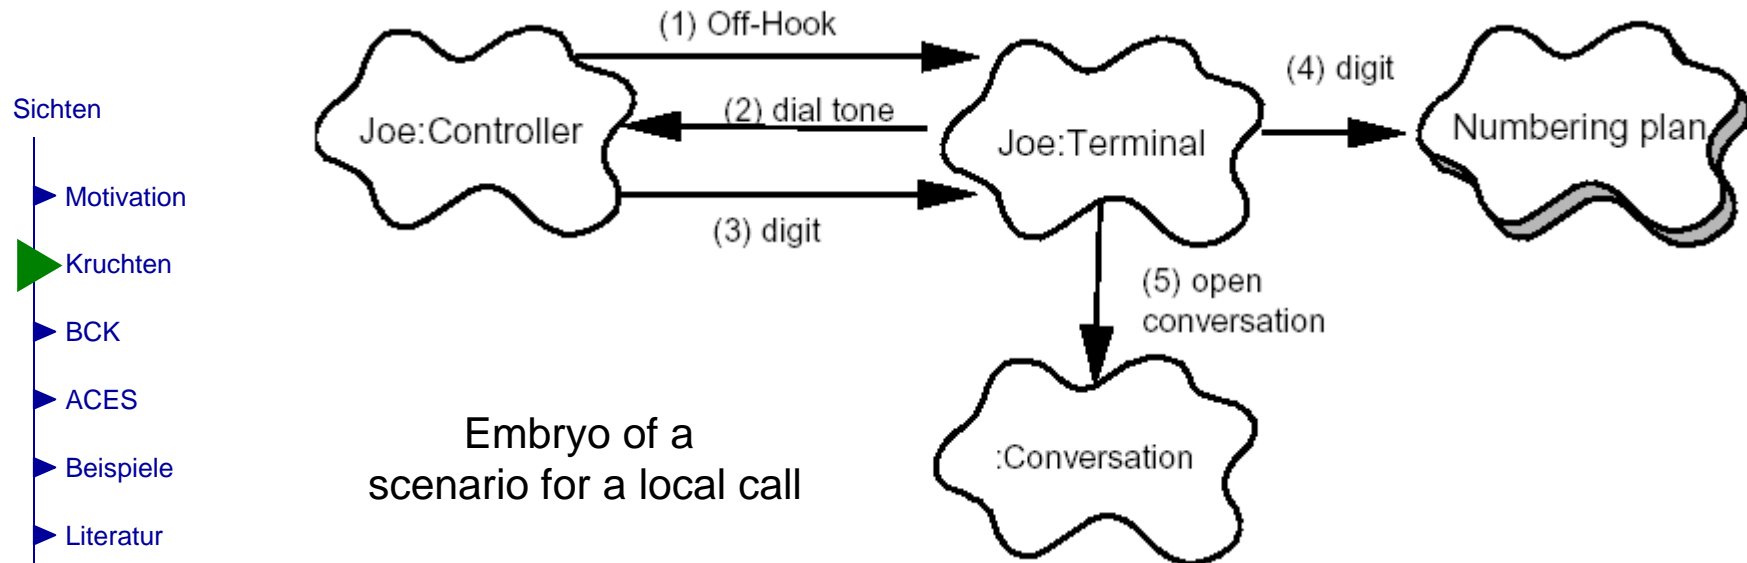 Sichten
Motivation
Kruchten
BCK
ACES
Beispiele
Literatur
(1) Off-Hook
Joe:Controller
(2) dial tone
Joe:Terminal
(4) digit
Numbering plan
(3) digit
(5) open
conversation
:Conversation
Embryo of a
scenario for a local call